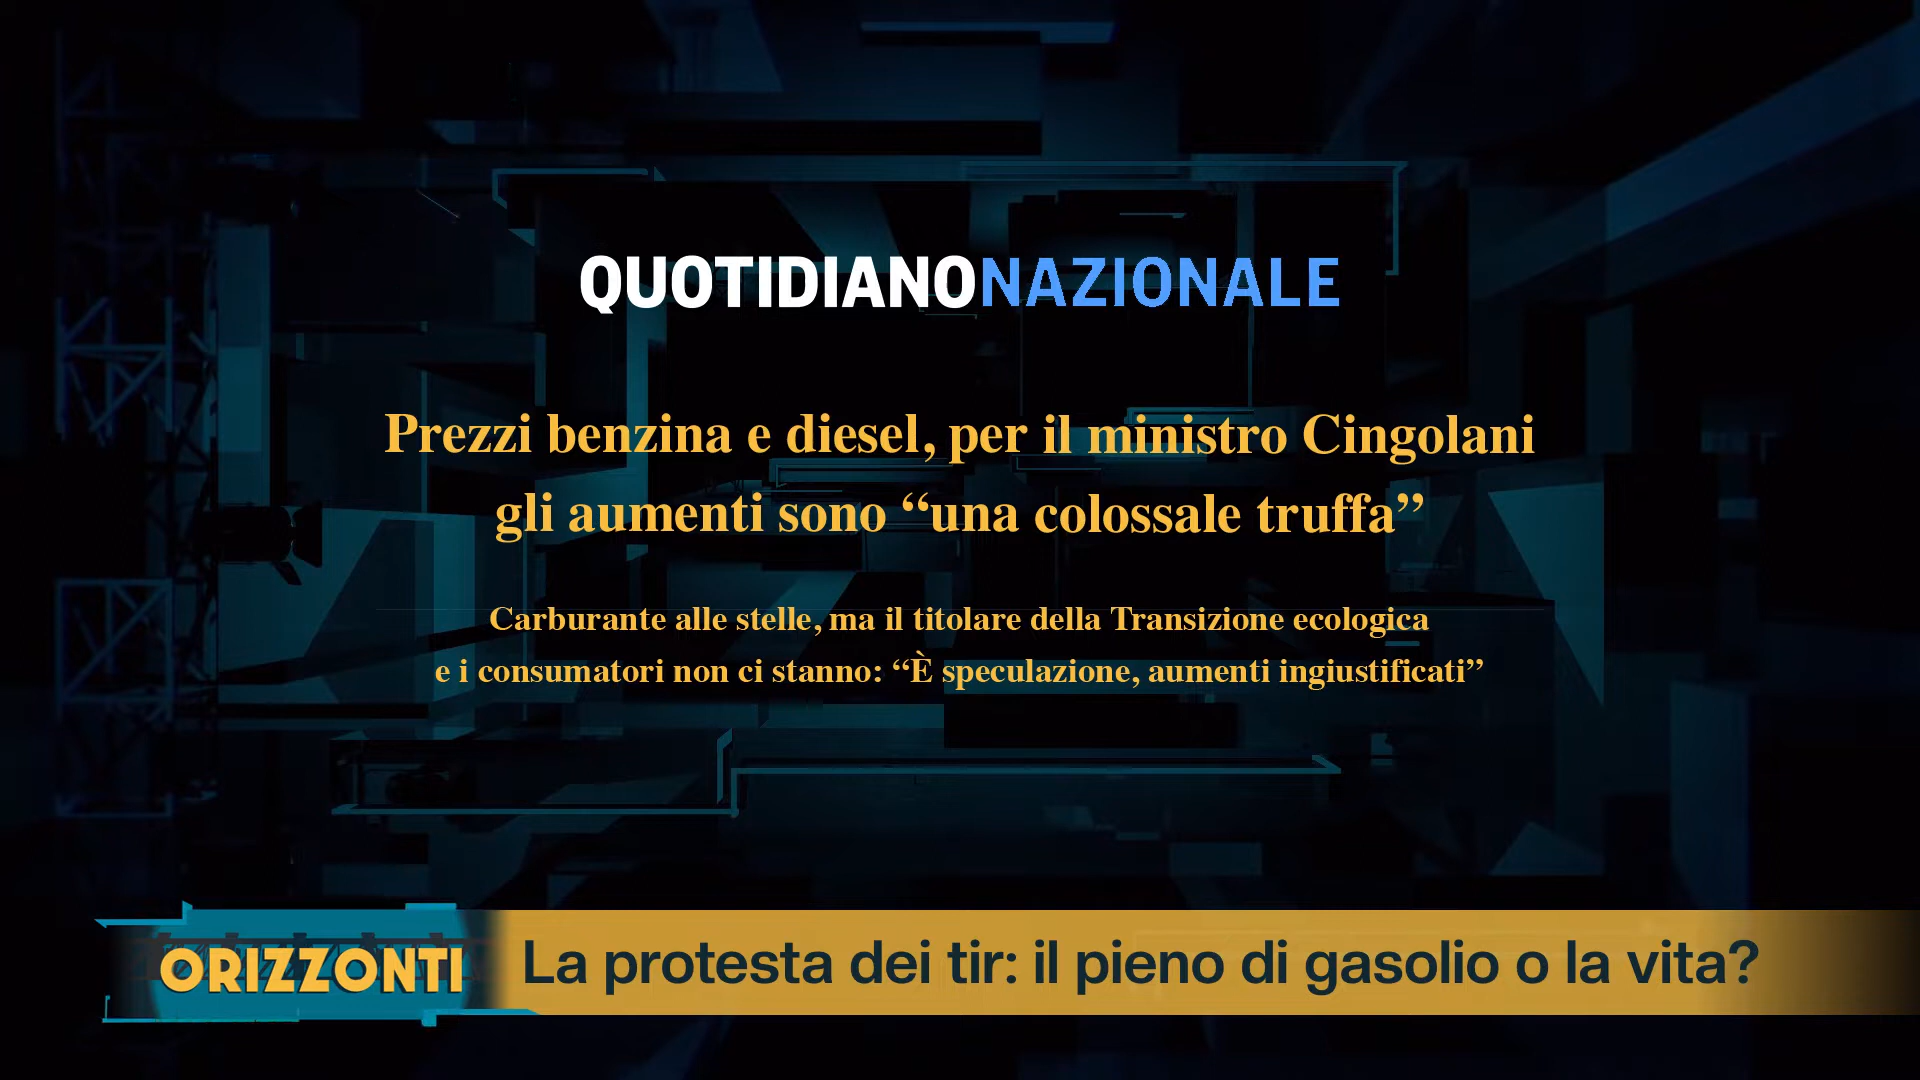 QUOTIDIANONAZIONALE
Prezzi benzina e diesel, per il ministro Cingolani
gli aumenti sono “una colossale truffa”
Carburante alle stelle, ma il titolare della Transizione ecologica
e i consumatori non ci stanno: “È speculazione, aumenti ingiustificati”
ORIZZONTI
La protesta dei tir: il pieno di gasolio o la vita?